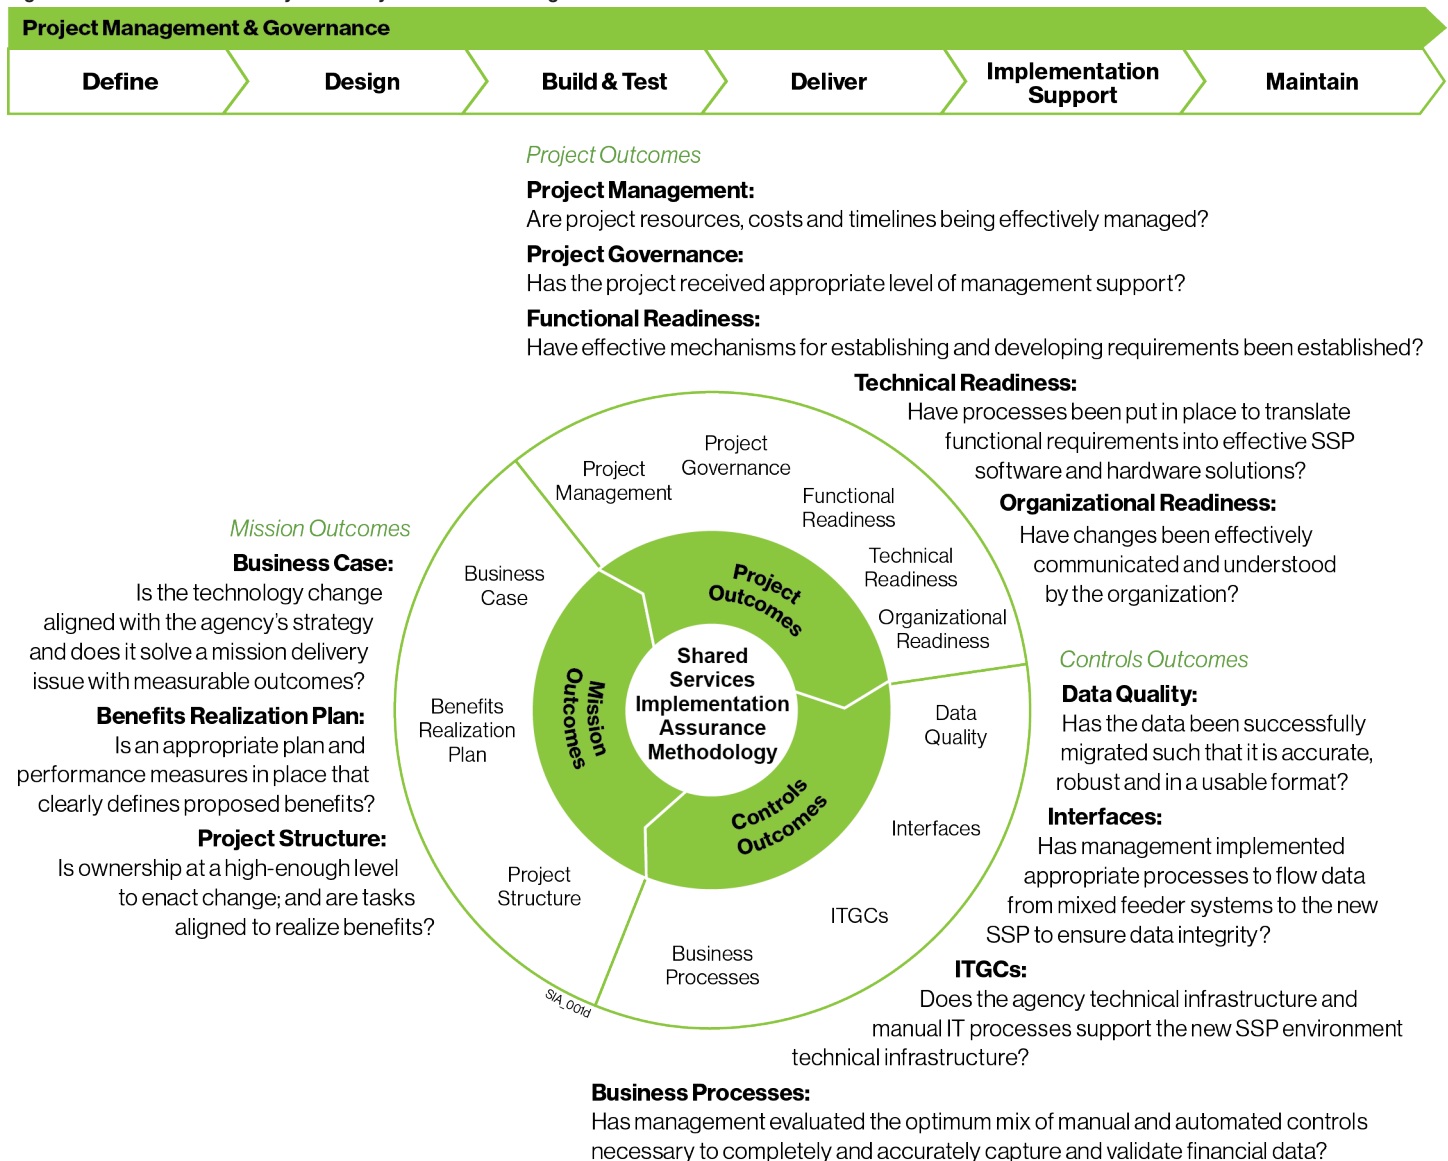 Project Management & Governance
Define
Design
Build & Test
Deliver
Implementation
Support
Maintain
Project Outcomes
Project Management:
Are project resources, costs and timelines being effectively managed?
Project Governance:
Has the project received appropriate level of management support?
Functional Readiness:
Have effective mechanisms for establishing and developing requirements been established?
Technical Readiness:
Have processes been put in place to translate
functional requirements into effective SSP
software and hardware solutions?
Organizational Readiness:
Have changes been effectively
communicated and understood
by the organization?
Controls Outcomes
Data Quality:
Has the data been successfully
migrated such that it is accurate,
robust and in a usable format?
Interfaces:
Has management implemented
appropriate processes to flow data
from mixed feeder systems to the new
SSP to ensure data integrity?
ITGCs:
Does the agency technical infrastructure and
manual IT processes support the new SSP environment
technical infrastructure?
Business Processes:
Has management evaluated the optimum mix of manual and automated controls
necessary to completely and accurately capture and validate financial data?
Mission Outcomes
Business Case:
Is the technology change
aligned with the agency's strategy
and does it solve a mission delivery
issue with measurable outcomes?
Benefits Realization Plan:
Is an appropriate plan and
performance measures in place that
clearly defines proposed benefits?
Project Structure:
Is ownership at a high-enough level
to enact change; and are tasks
aligned to realize benefits?
Project
Management
Project
Governance
Functional
Readiness
Technical
Readiness
Organizational
Readiness
Data
Quality
Interfaces
ITGCs
Business
Processes
Project
Structure
Benefits
Realization
Plan
Business
Case
Project
Outcomes
Controls
Outcomes
Mission
Outcomes
Shared
Services
Implementation
Assurance
Methodology
SIA_001d